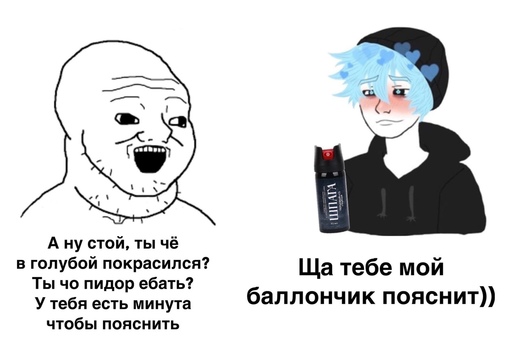 А ну стой, ты чё
в голубой покрасился?
Ты чо пидор ебать?
У тебя есть минута
чтобы пояснить
ШПАГА
Ща тебе мой
баллончик пояснит))